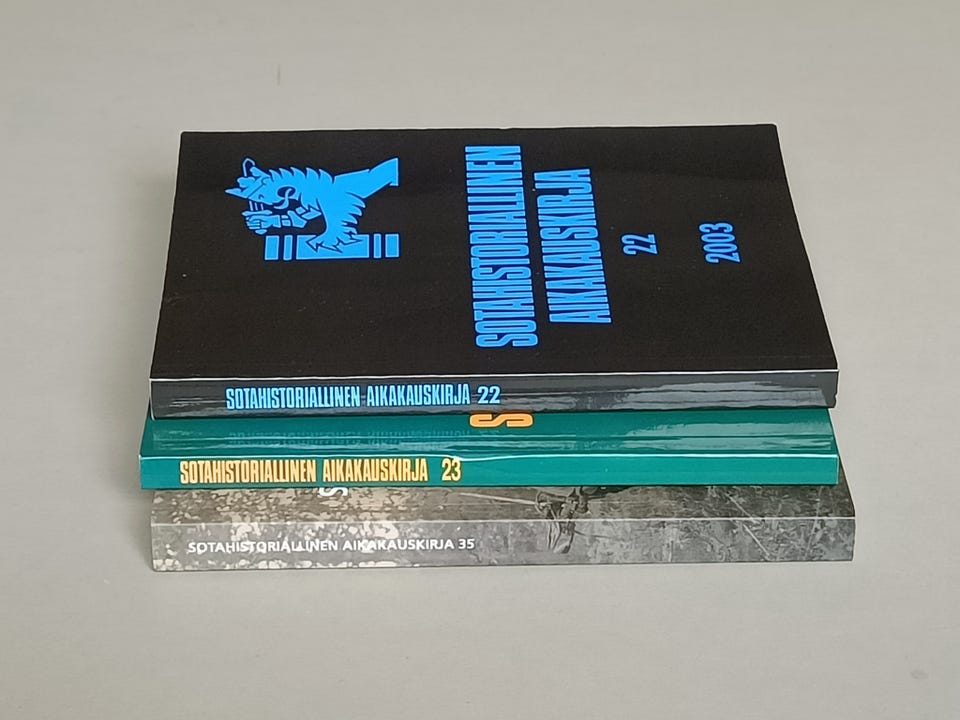 SOTAHISTORIALLINEN
AIKAKAUSKIRJA
22
2003
SOTAHISTORIALLINEN AIKAKAUSKIRJA 22
S
SOTAHISTORIALLINEN AIKAKAUSKIRJA 23
S
SOTAHISTORIALLINEN AIKAKAUSKIRJA 35